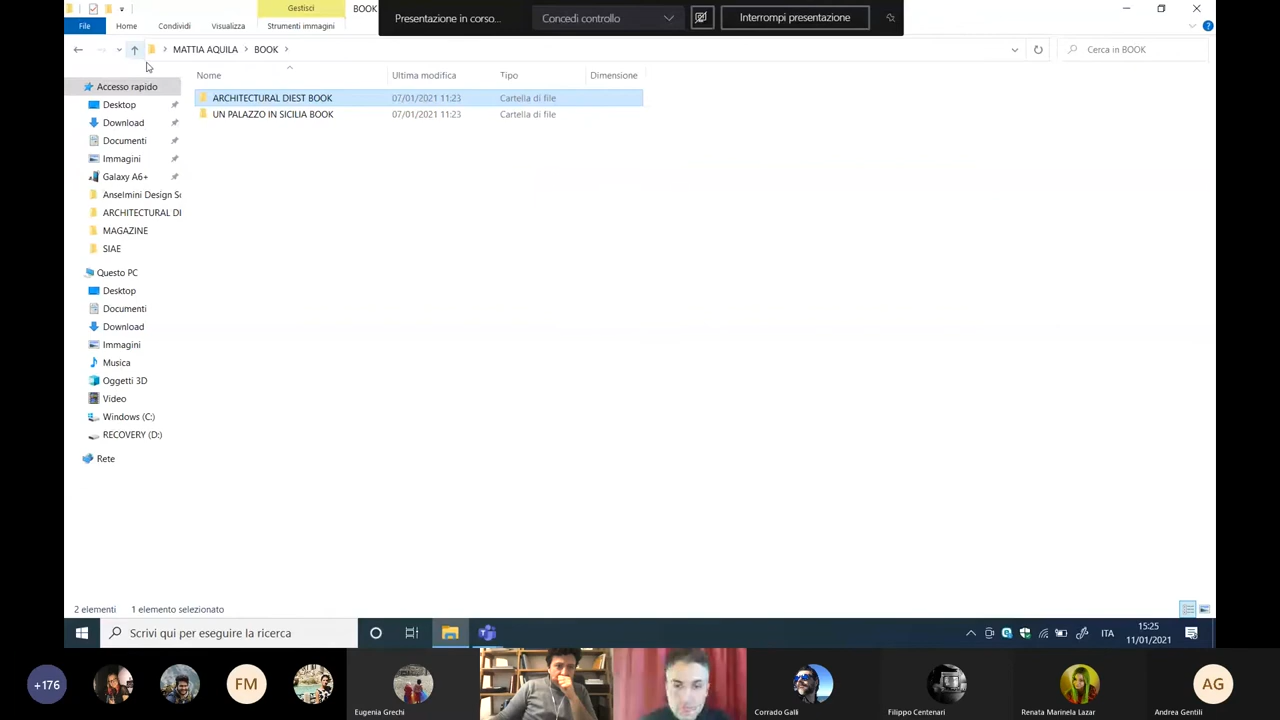 Gestisci
BOOK
Presentazione in corso...
Concedi controllo
Interrompi presentazione
File
Home
Condividi
Visualizza
Strumenti immagini
MATTIA AQUILA
BOOK
Cerca in BOOK
Nome
Ultima modifica
Tipo
Dimensione
ARCHITECTURAL DIEST BOOK
07/01/2021 11:23
Cartella di file
UN PALAZZO IN SICILIA BOOK
07/01/2021 11:23
Cartella di file
Accesso rapido
Desktop
Download
Documenti
Immagini
Galaxy A6+
Anselmini Design Sc
ARCHITECTURAL DI
MAGAZINE
SIAE
Questo PC
Desktop
Documenti
Download
Immagini
Musica
Oggetti 3D
Video
Windows (C:)
RECOVERY (D:)
Rete
2 elementi
1 elemento selezionato
Scrivi qui per eseguire la ricerca
ITA
15:25
11/01/2021
+176
FM
Eugenia Grechi
Corrado Galli
Filippo Centenari
Renata Marinela Lazar
AG
Andrea Gentili